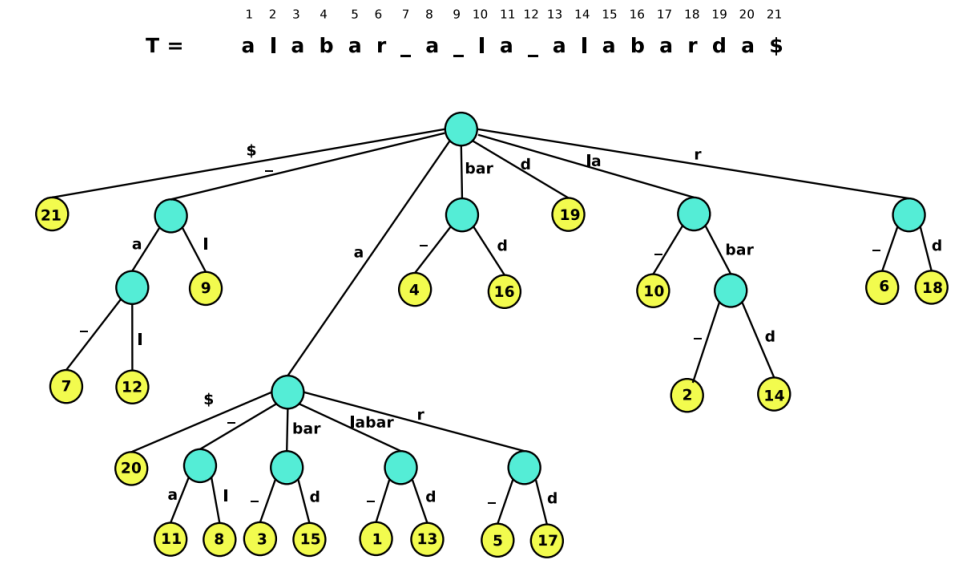 1 2 3 4 5 6 7 8 9 10 11 12 13 14 15 16 17 18 19 20 21
T = a l a b a r _ a _ l a _ a l a b a r d a $
$ _ a bar d la r
21 19
a l _ d _ bar _ d
9 4 16 10 6 18
_ l _ d
7 12 2 14
$ _ bar labar r
20
a l _ d _ d _ d
11 8 3 15 1 13 5 17